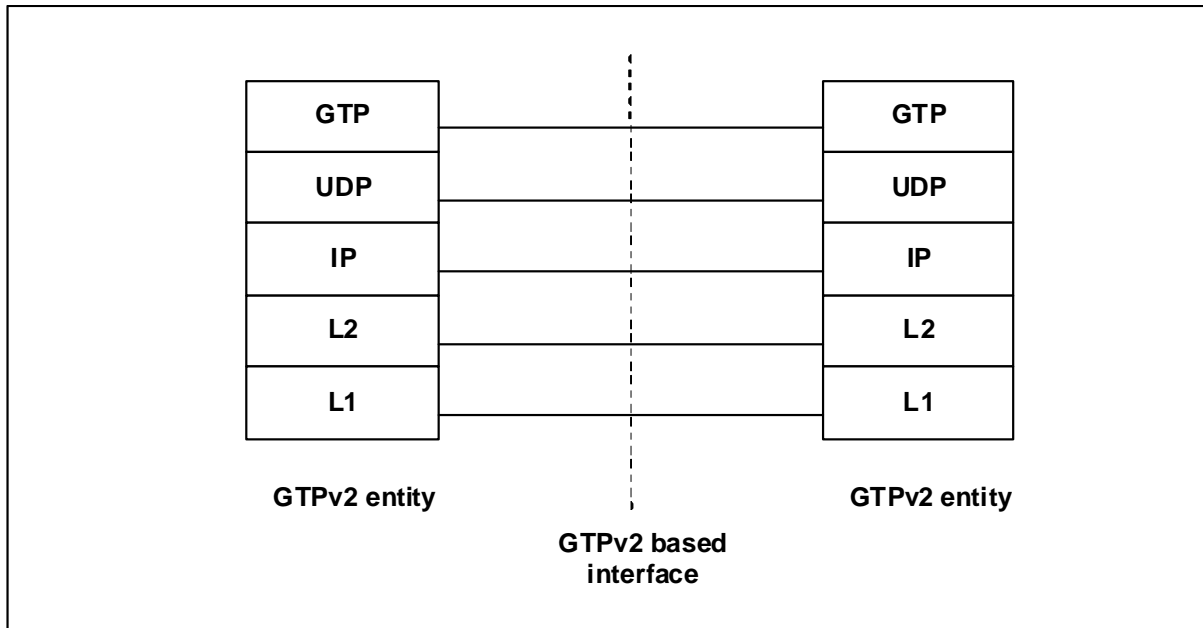 GTP
GTP
UDP
UDP
IP
IP
L2
L2
L1
L1
GTPv2 entity
GTPv2 entity
GTPv2 based
interface